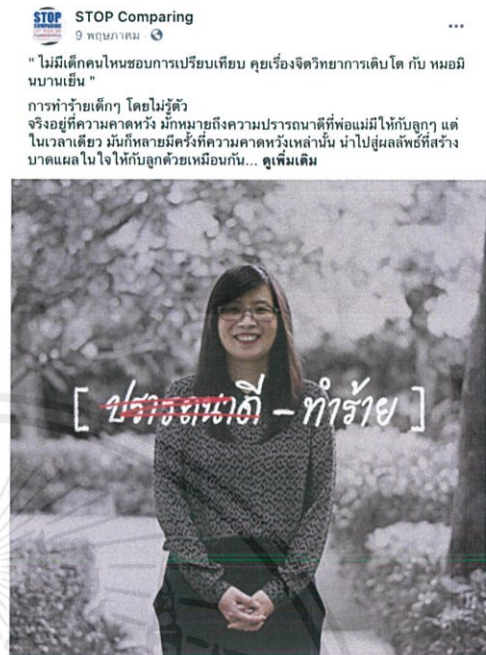 STOP
COMPARING
STOP Comparing
9 พฤษภาคม
" ไม่มีเด็กคนไหนชอบการเปรียบเทียบ คุยเรื่องจิตวิทยาการเติบโต กับ หมอมิ
นบานเย็น "
การทำร้ายเด็กๆ โดยไม่รู้ตัว
จริงอยู่ที่ความคาดหวัง มักหมายถึงความปรารถนาดีที่พ่อแม่มีให้กับลูกๆ แต่
ในเวลาเดียว มันก็หลายมีครั้งที่ความคาดหวังเหล่านั้น นำไปสู่ผลลัพธ์ที่สร้าง
บาดแผลในใจให้กับลูกด้วยเหมือนกัน... ดูเพิ่มเติม
[ ปรารถนาดี - ทำร้าย ]